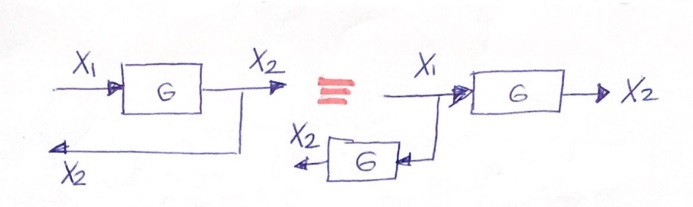 X₁ G X₂ ≡ X₁ G X₂
X₂ X₂ G